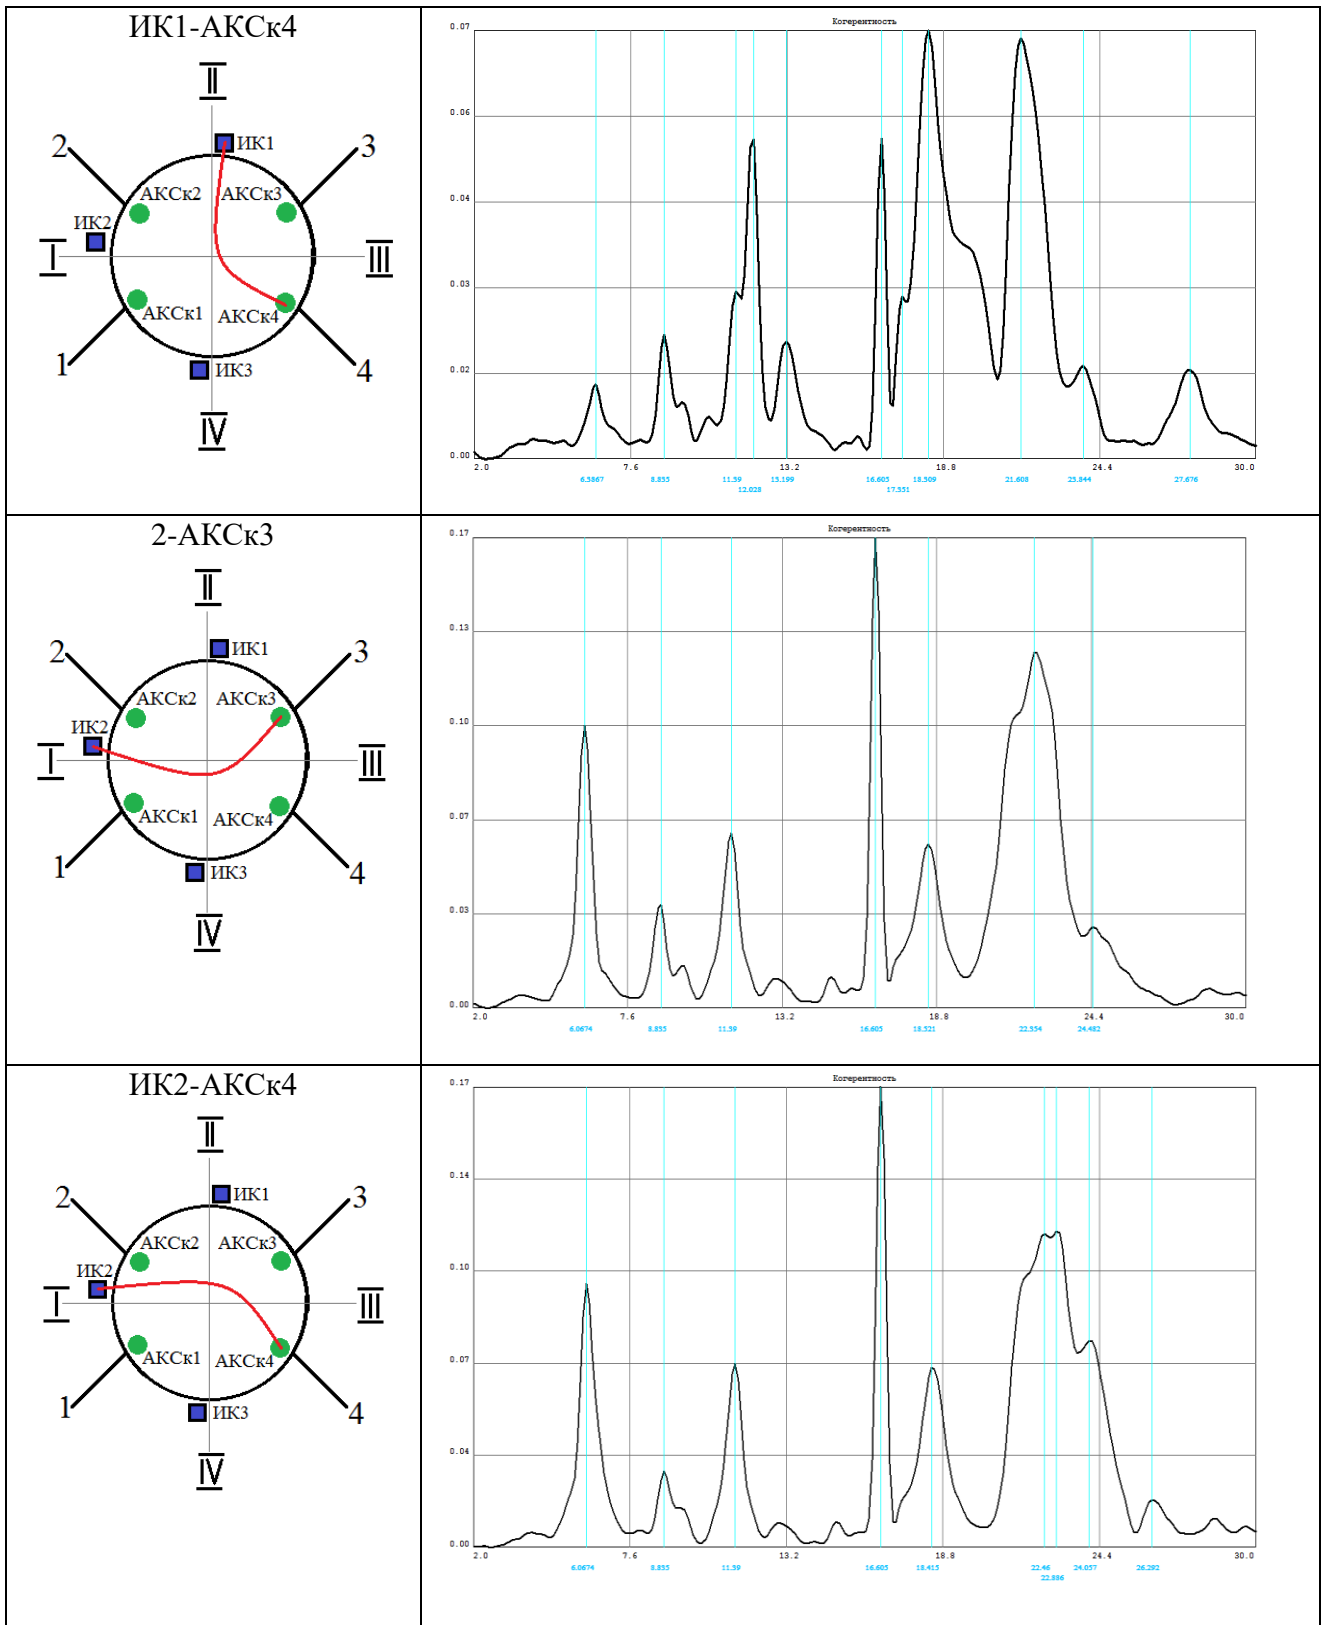 ИК1-АКСк4
II
2
3
ИК1
АКСк2
АКСк3
ИК2
I
III
АКСк1
АКСк4
1
4
ИК3
IV
Когерентность
0.07
0.06
0.04
0.03
0.02
0.00
2.0 7.6 13.2 18.8 24.4 30.0
6.5867 8.855 11.39 13.199 16.605 18.309 21.608 23.844 27.676
12.028 17.351
2-АКСк3
II
2
3
ИК1
АКСк2
АКСк3
ИК2
I
III
АКСк1
АКСк4
1
4
ИК3
IV
Когерентность
0.17
0.13
0.10
0.07
0.03
0.00
2.0 7.6 13.2 18.8 24.4 30.0
6.0674 8.855 11.39 16.605 18.521 22.354 24.482
ИК2-АКСк4
II
2
3
ИК1
АКСк2
АКСк3
ИК2
I
III
АКСк1
АКСк4
1
4
ИК3
IV
Когерентность
0.17
0.14
0.10
0.07
0.04
0.00
2.0 7.6 13.2 18.8 24.4 30.0
6.0674 8.855 11.39 16.605 18.415 22.46 24.057 26.292
22.886